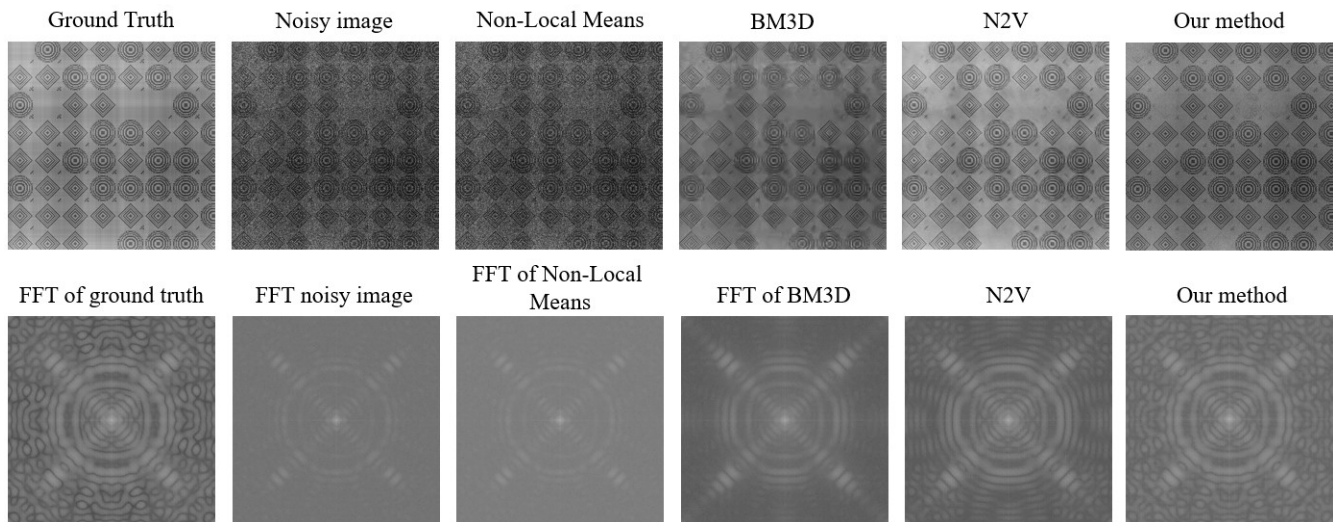 Ground Truth
Noisy image
Non-Local Means
BM3D
N2V
Our method
FFT of ground truth
FFT noisy image
FFT of Non-Local
Means
FFT of BM3D
N2V
Our method